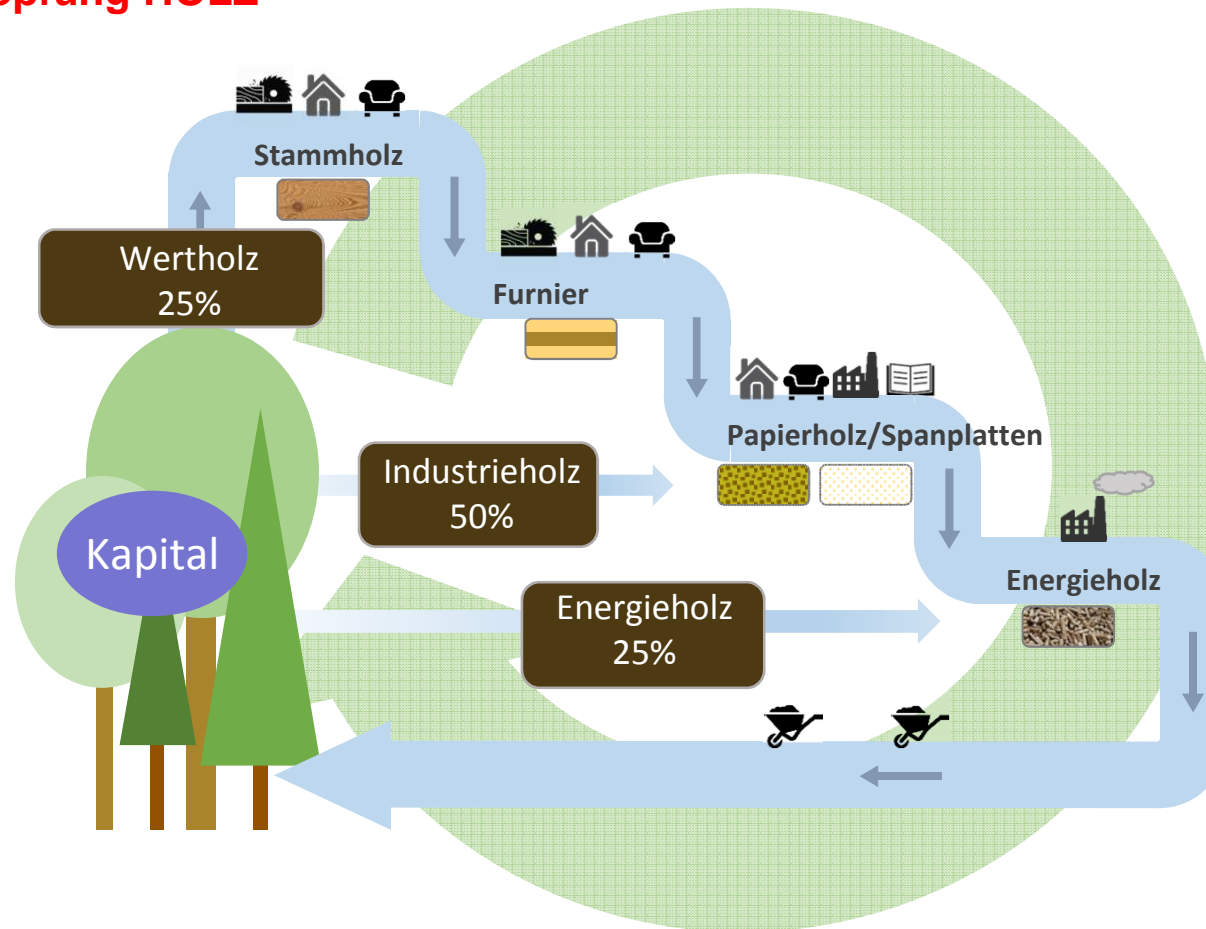 Stammholz
Wertholz
25%
Furnier
Papierholz/Spanplatten
Industrieholz
50%
Kapital
Energieholz
Energieholz
25%